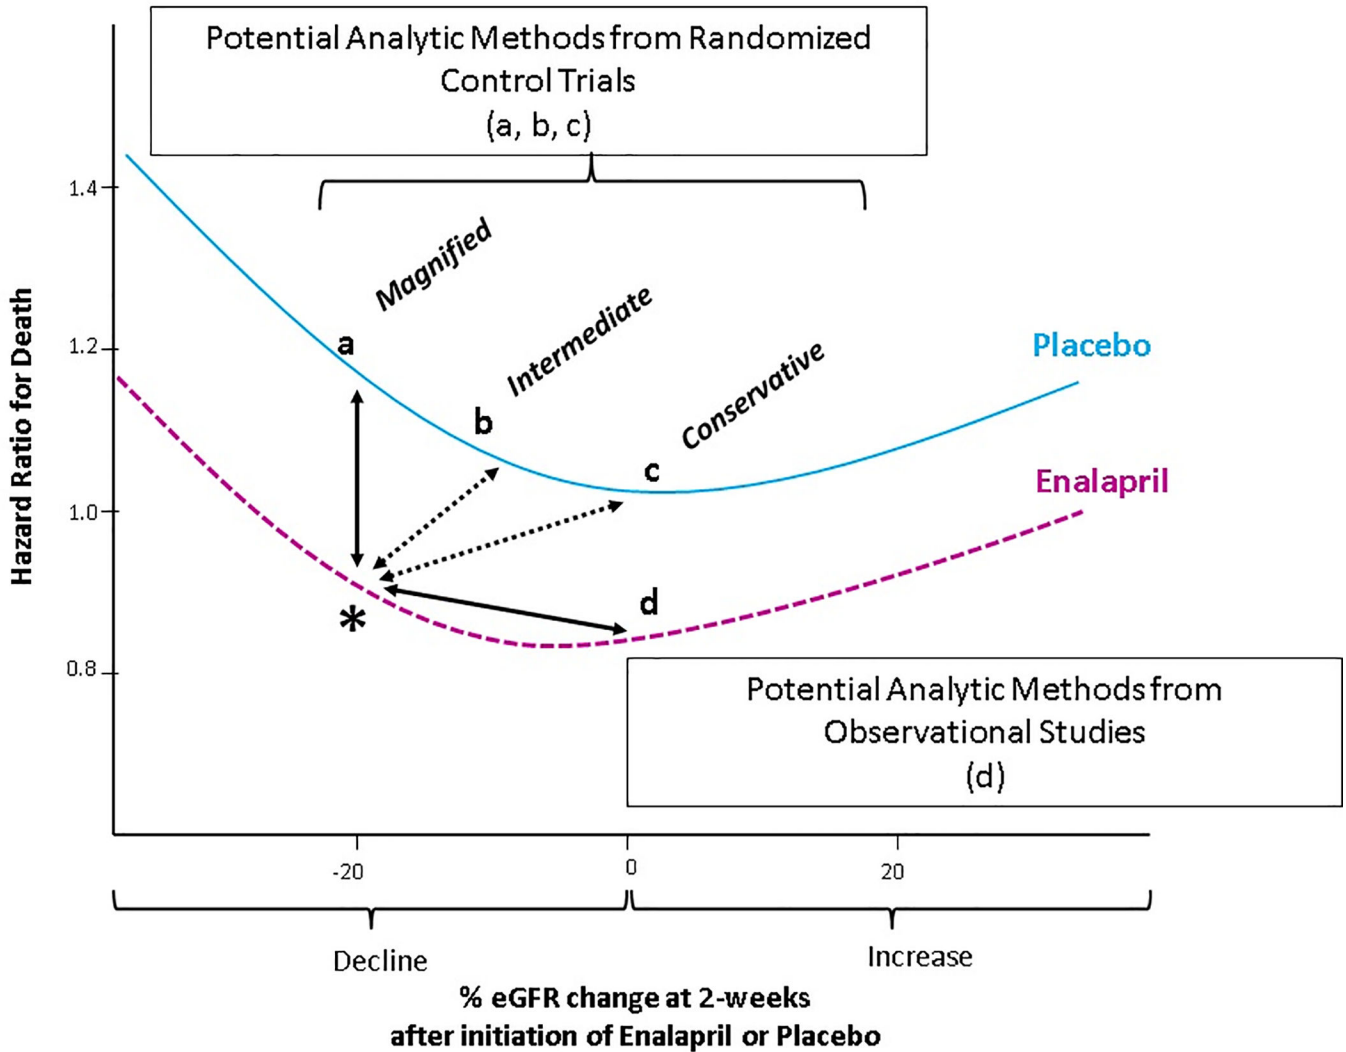 Potential Analytic Methods from Randomized
Control Trials
(a, b, c)
1.4
1.2
1.0
0.8
Hazard Ratio for Death
Magnified
Intermediate
Conservative
a
b
c
d
*
Placebo
Enalapril
Potential Analytic Methods from
Observational Studies
(d)
-20
0
20
Decline
Increase
% eGFR change at 2-weeks
after initiation of Enalapril or Placebo